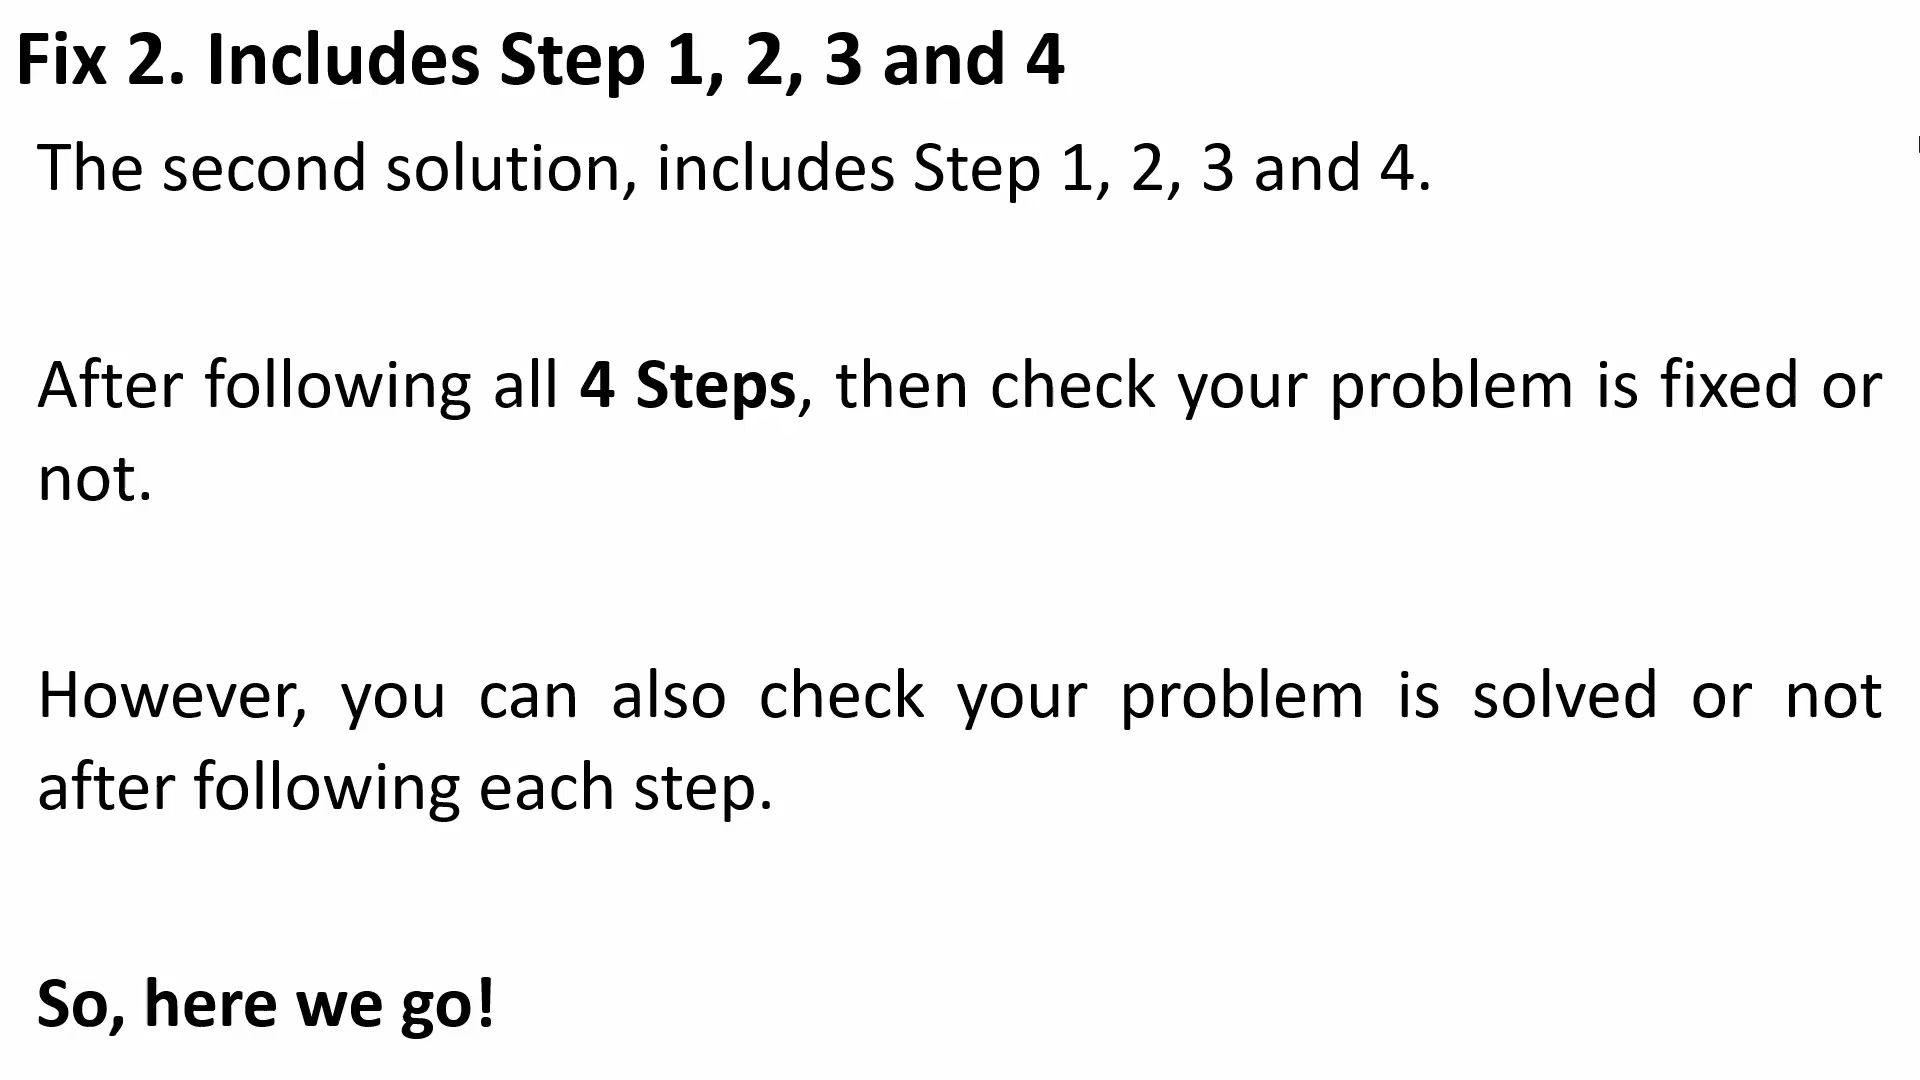 Fix 2. Includes Step 1, 2, 3 and 4
The second solution, includes Step 1, 2, 3 and 4.
After following all 4 Steps, then check your problem is fixed or
not.
However, you can also check your problem is solved or not
after following each step.
So, here we go!